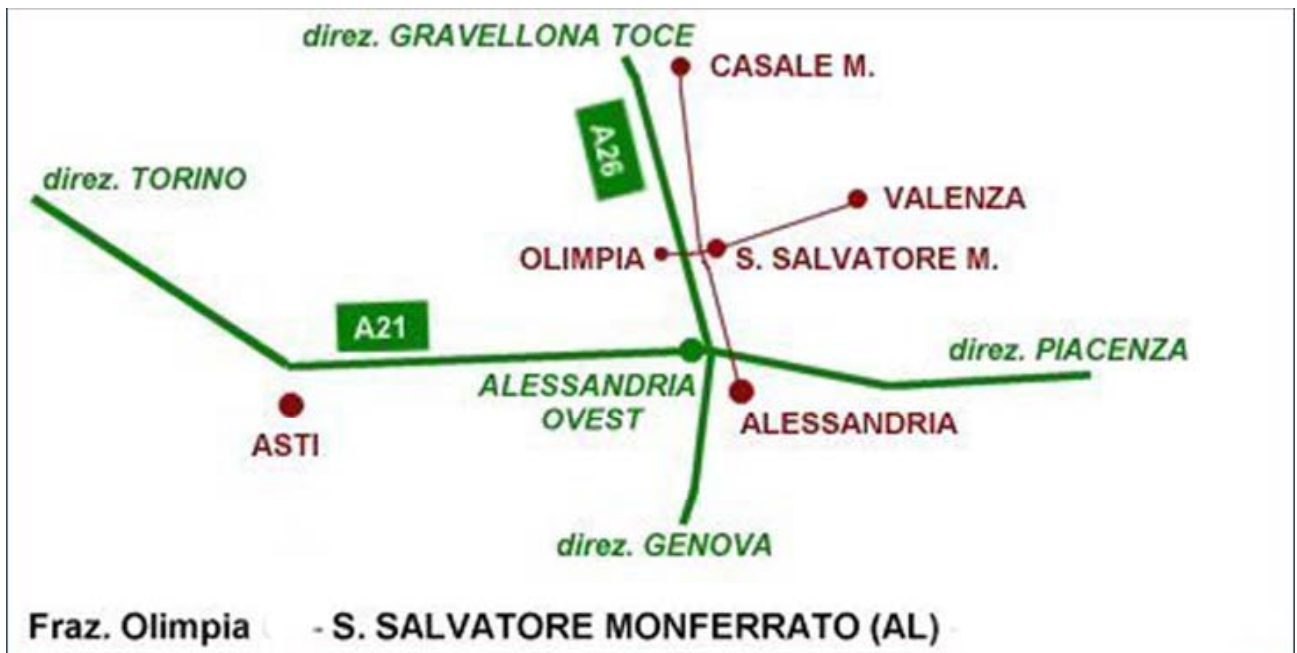 direz. GRAVELLONA TOCE
CASALE M.
A26
direz. TORINO
VALENZA
OLIMPIA
S. SALVATORE M.
A21
direz. PIACENZA
ALESSANDRIA
OVEST
ALESSANDRIA
ASTI
direz. GENOVA
Fraz. Olimpia - S. SALVATORE MONFERRATO (AL)